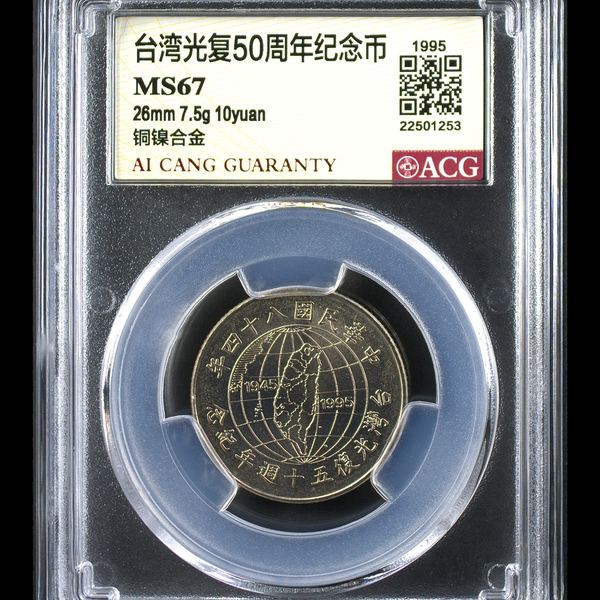 台湾光复50周年纪念币
MS67
26mm 7.5g 10yuan
铜镍合金
AI CANG GUARANTY
1995
22501253
ACG
中華民國八十四年
1945
1995
台灣光復五十週年紀念